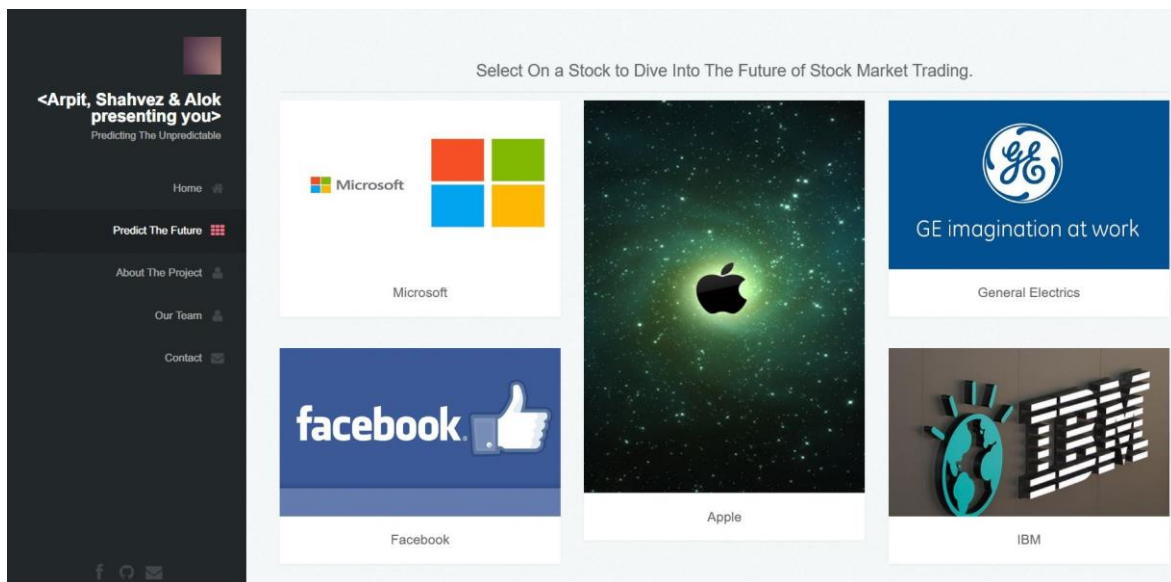 <Arpit, Shahvez & Alok
presenting you>
Predicting The Unpredictable
Home
Predict The Future
About The Project
Our Team
Contact
Select On a Stock to Dive Into The Future of Stock Market Trading.
Microsoft
Microsoft
Apple
GE
GE imagination at work
General Electrics
facebook®
Facebook
IBM
IBM